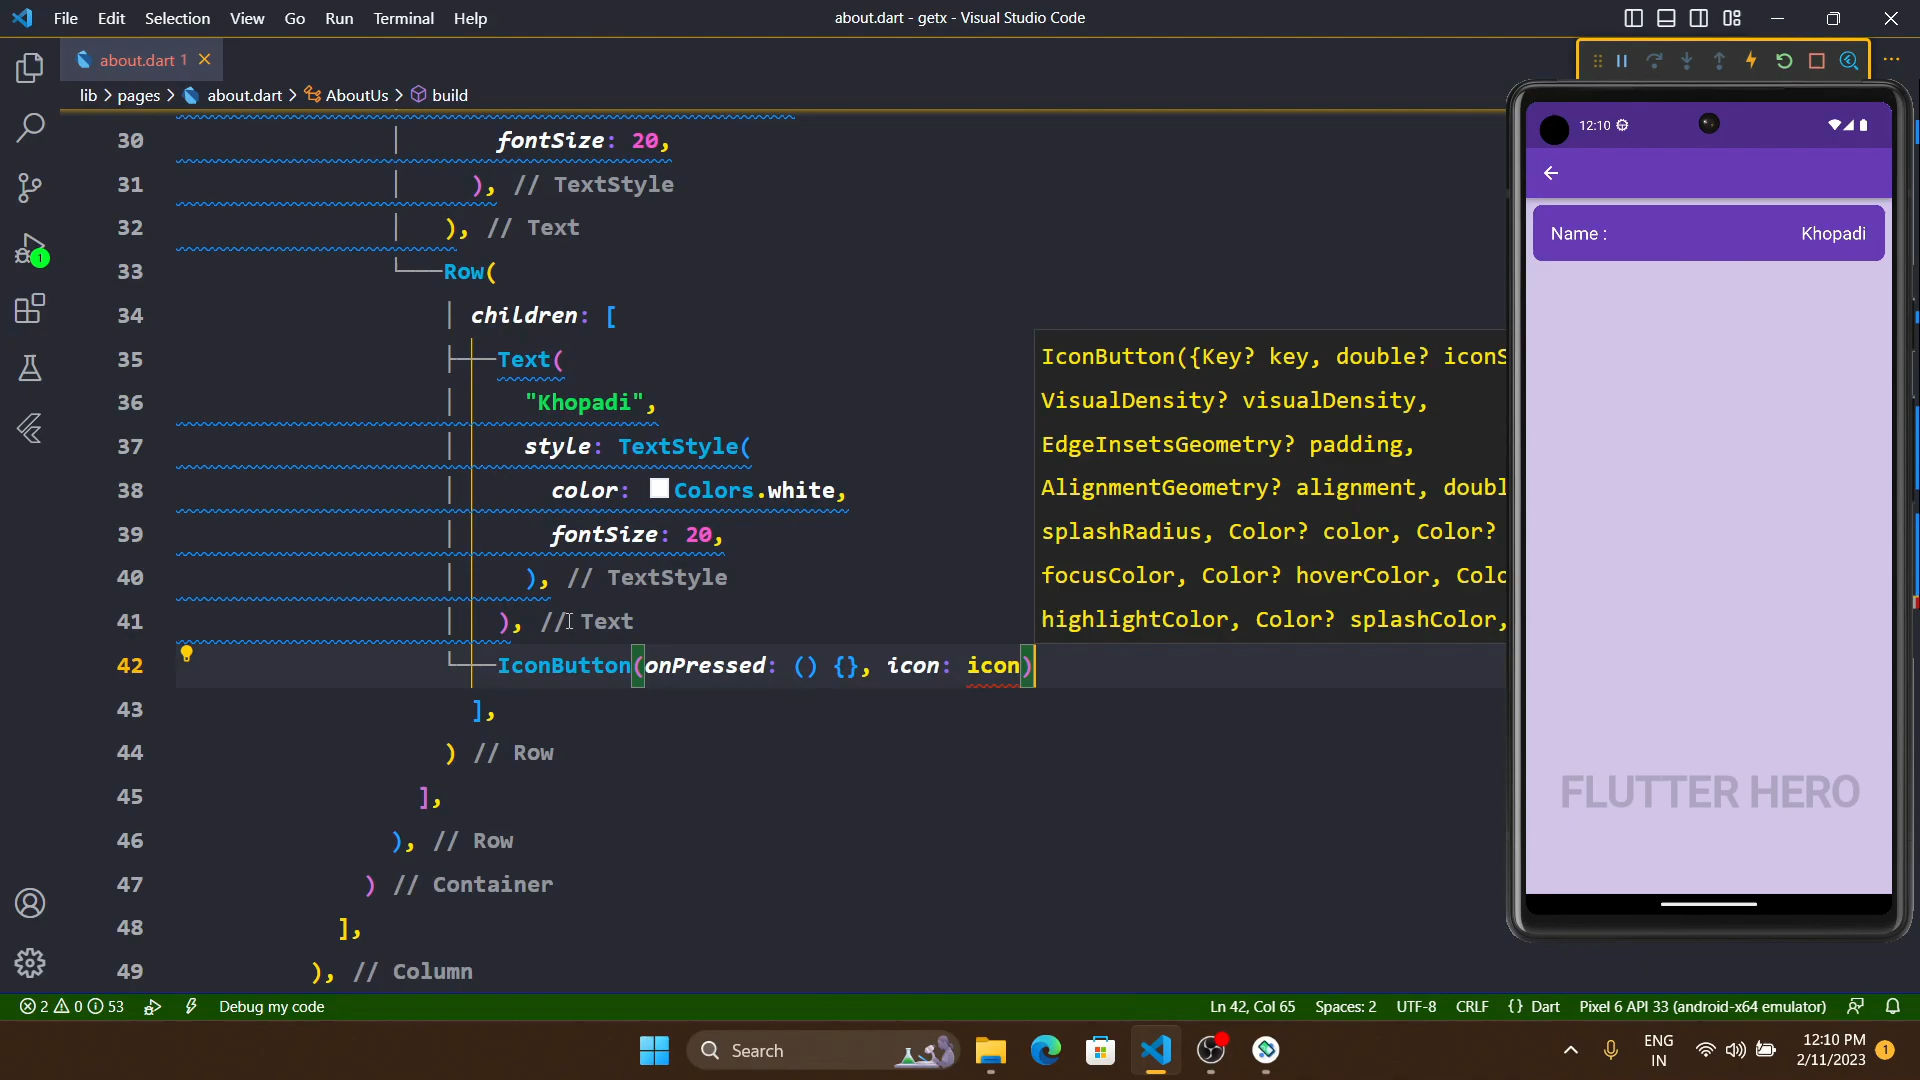 File Edit Selection View Go Run Terminal Help
about.dart - getx - Visual Studio Code
about.dart 1
lib > pages > about.dart > AboutUs > build
30 fontSize: 20,
31 ), // TextStyle
32 ), // Text
33 Row(
34 children: [
35 Text(
36 "Khopadi",
37 style: TextStyle(
38 color: Colors.white,
39 fontSize: 20,
40 ), // TextStyle
41 ), // Text
42 IconButton(onPressed: () {}, icon: icon)
43 ],
44 ) // Row
45 ],
46 ), // Row
47 ) // Container
48 ],
49 ), // Column
IconButton({Key? key, double? iconS
VisualDensity? visualDensity,
EdgeInsetsGeometry? padding,
AlignmentGeometry? alignment, doubl
splashRadius, Color? color, Color?
focusColor, Color? hoverColor, Colo
highlightColor, Color? splashColor,
12:10
Name : Khopadi
FLUTTER HERO
1
2 0 53 Debug my code
Ln 42, Col 65 Spaces: 2 UTF-8 CRLF {} Dart Pixel 6 API 33 (android-x64 emulator)
Search
ENG
IN
12:10 PM
2/11/2023
1